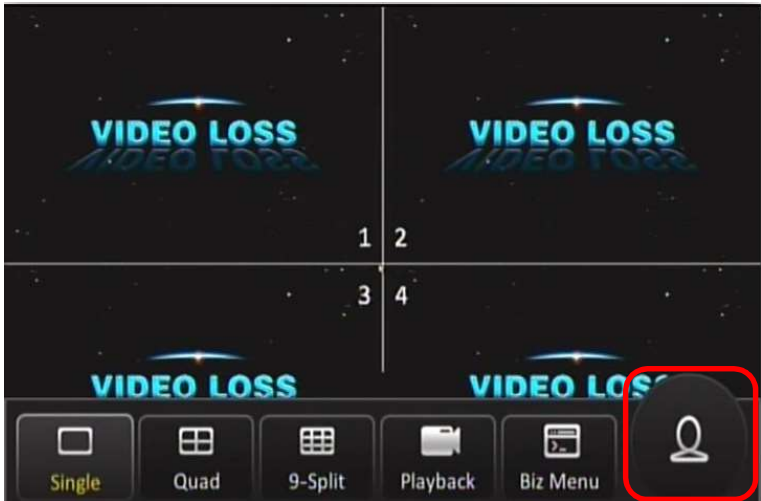 VIDEO LOSS
VIDEO LOSS
1
2
3
4
VIDEO LOSS
VIDEO LOSS
Single
Quad
9-Split
Playback
Biz Menu